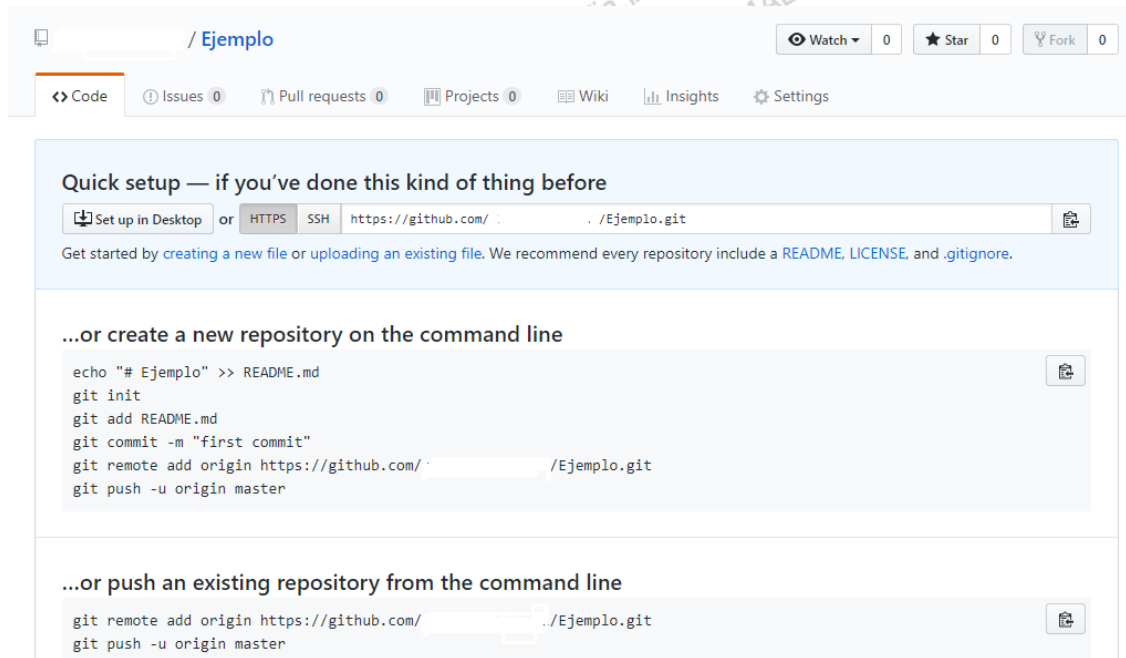 / Ejemplo
Watch 0 Star 0 Fork 0
Code Issues 0 Pull requests 0 Projects 0 Wiki Insights Settings
Quick setup — if you’ve done this kind of thing before
Set up in Desktop or HTTPS SSH https://github.com/ /Ejemplo.git
Get started by creating a new file or uploading an existing file. We recommend every repository include a README, LICENSE, and .gitignore.
...or create a new repository on the command line
echo "# Ejemplo" >> README.md
git init
git add README.md
git commit -m "first commit"
git remote add origin https://github.com/ /Ejemplo.git
git push -u origin master
...or push an existing repository from the command line
git remote add origin https://github.com/ /Ejemplo.git
git push -u origin master